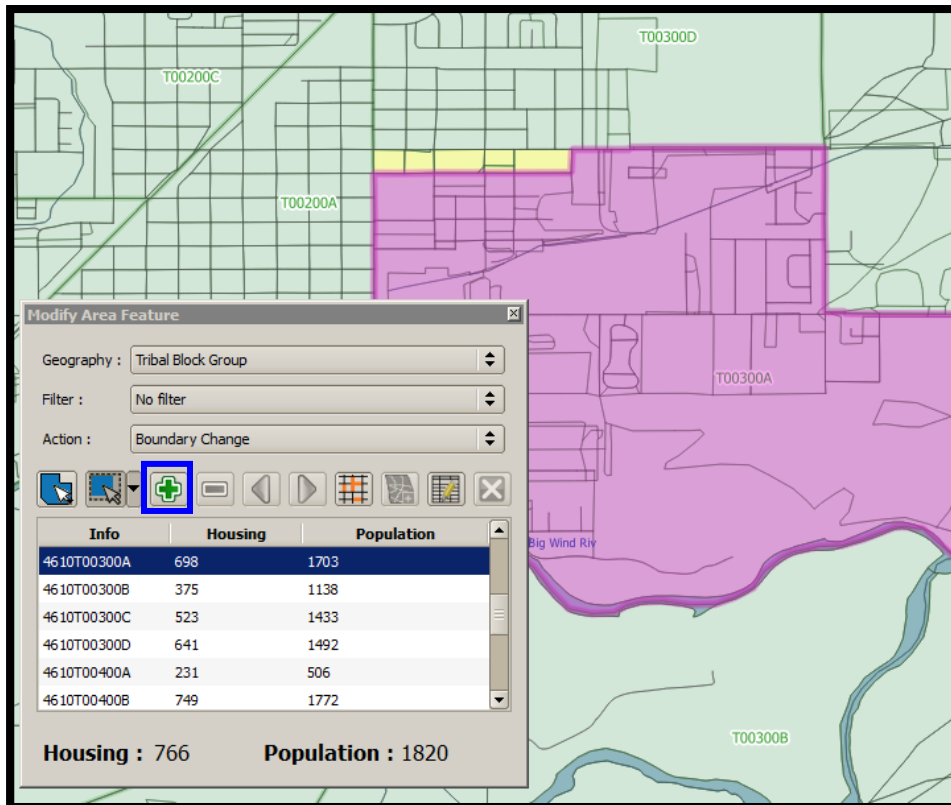 T00300D
T00200C
T00200A
Modify Area Feature
Geography : Tribal Block Group
Filter : No filter
Action : Boundary Change
T00300A
Info Housing Population
4610T00300A 698 1703
4610T00300B 375 1138
4610T00300C 523 1433
4610T00300D 641 1492
4610T00400A 231 506
4610T00400B 749 1772
Big Wind Riv
T00300B
Housing : 766 Population : 1820